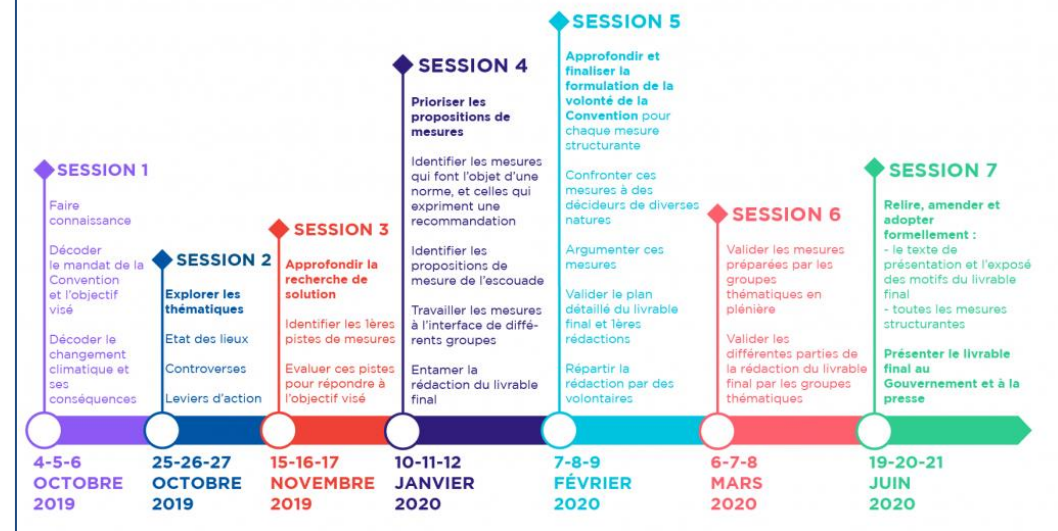 SESSION 1
Faire
connaissance
Décoder
le mandat de la
Convention
et l'objectif
visé
Décoder le
changement
climatique et
ses
conséquences
4-5-6
OCTOBRE
2019
SESSION 2
Explorer les
thématiques
Etat des lieux
Controverses
Leviers d'action
25-26-27
OCTOBRE
2019
SESSION 3
Approfondir la
recherche de
solution
Identifier les 1ères
pistes de mesures
Evaluer ces pistes
pour répondre à
l'objectif visé
15-16-17
NOVEMBRE
2019
SESSION 4
Prioriser les
propositions de
mesures
Identifier les mesures
qui font l'objet d'une
norme, et celles qui
expriment une
recommandation
Identifier les
propositions de
mesure de l'escouade
Travailler les mesures
à l'interface de diffé-
rents groupes
Entamer la
rédaction du livrable
final
10-11-12
JANVIER
2020
SESSION 5
Approfondir et
finaliser la
formulation de la
volonté de la
Convention pour
chaque mesure
structurante
Confronter ces
mesures à des
décideurs de diverses
natures
Argumenter ces
mesures
Valider le plan
détaillé du livrable
final et 1ères
rédactions
Répartir la
rédaction par des
volontaires
7-8-9
FÉVRIER
2020
SESSION 6
Valider les mesures
préparées par les
groupes
thématiques en
plénière
Valider les
différentes parties de
la rédaction du livrable
final par les groupes
thématiques
6-7-8
MARS
2020
SESSION 7
Relire, amender et
adopter
formellement :
- le texte de
présentation et l'exposé
des motifs du livrable
final
- toutes les mesures
structurantes
Présenter le livrable
final au
Gouvernement et à la
presse
19-20-21
JUIN
2020